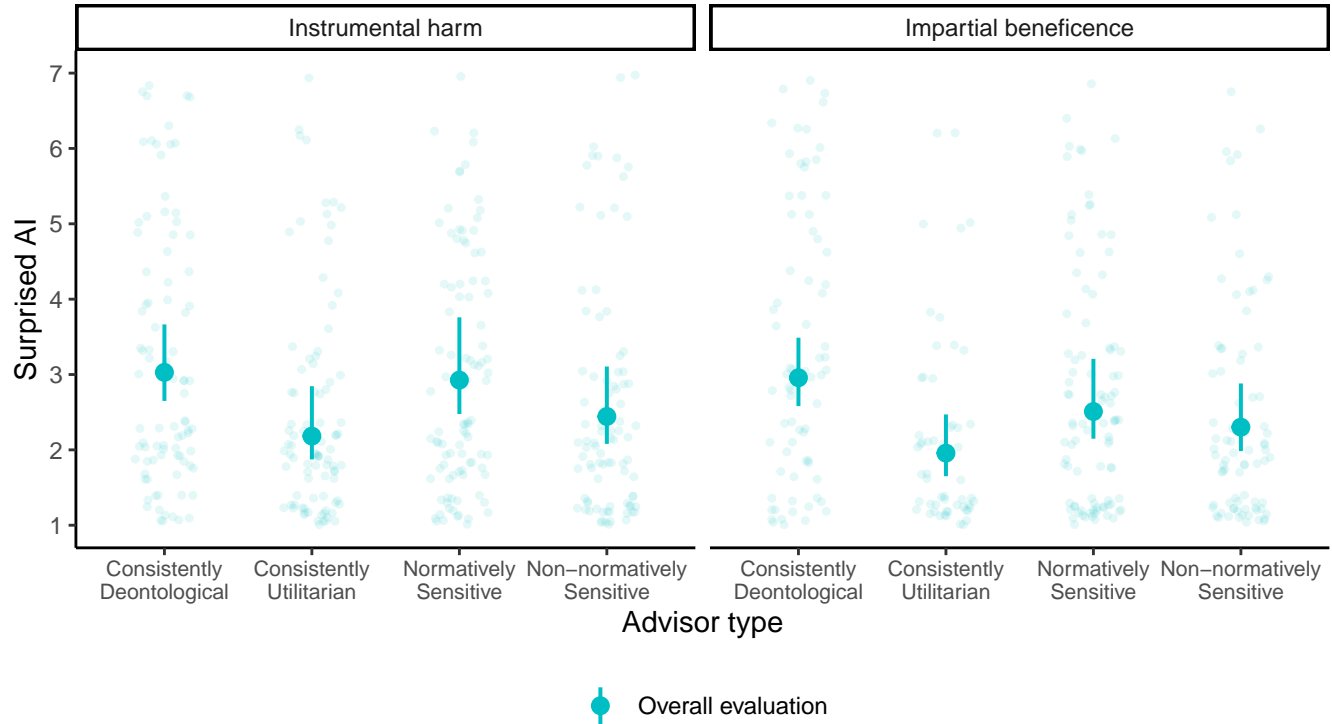 Instrumental harm
Impartial beneficence
Surprised AI
7
6
5
4
3
2
1
Consistently
Deontological
Consistently
Utilitarian
Normatively
Sensitive
Non−normatively
Sensitive
Consistently
Deontological
Consistently
Utilitarian
Normatively
Sensitive
Non−normatively
Sensitive
Advisor type
Overall evaluation